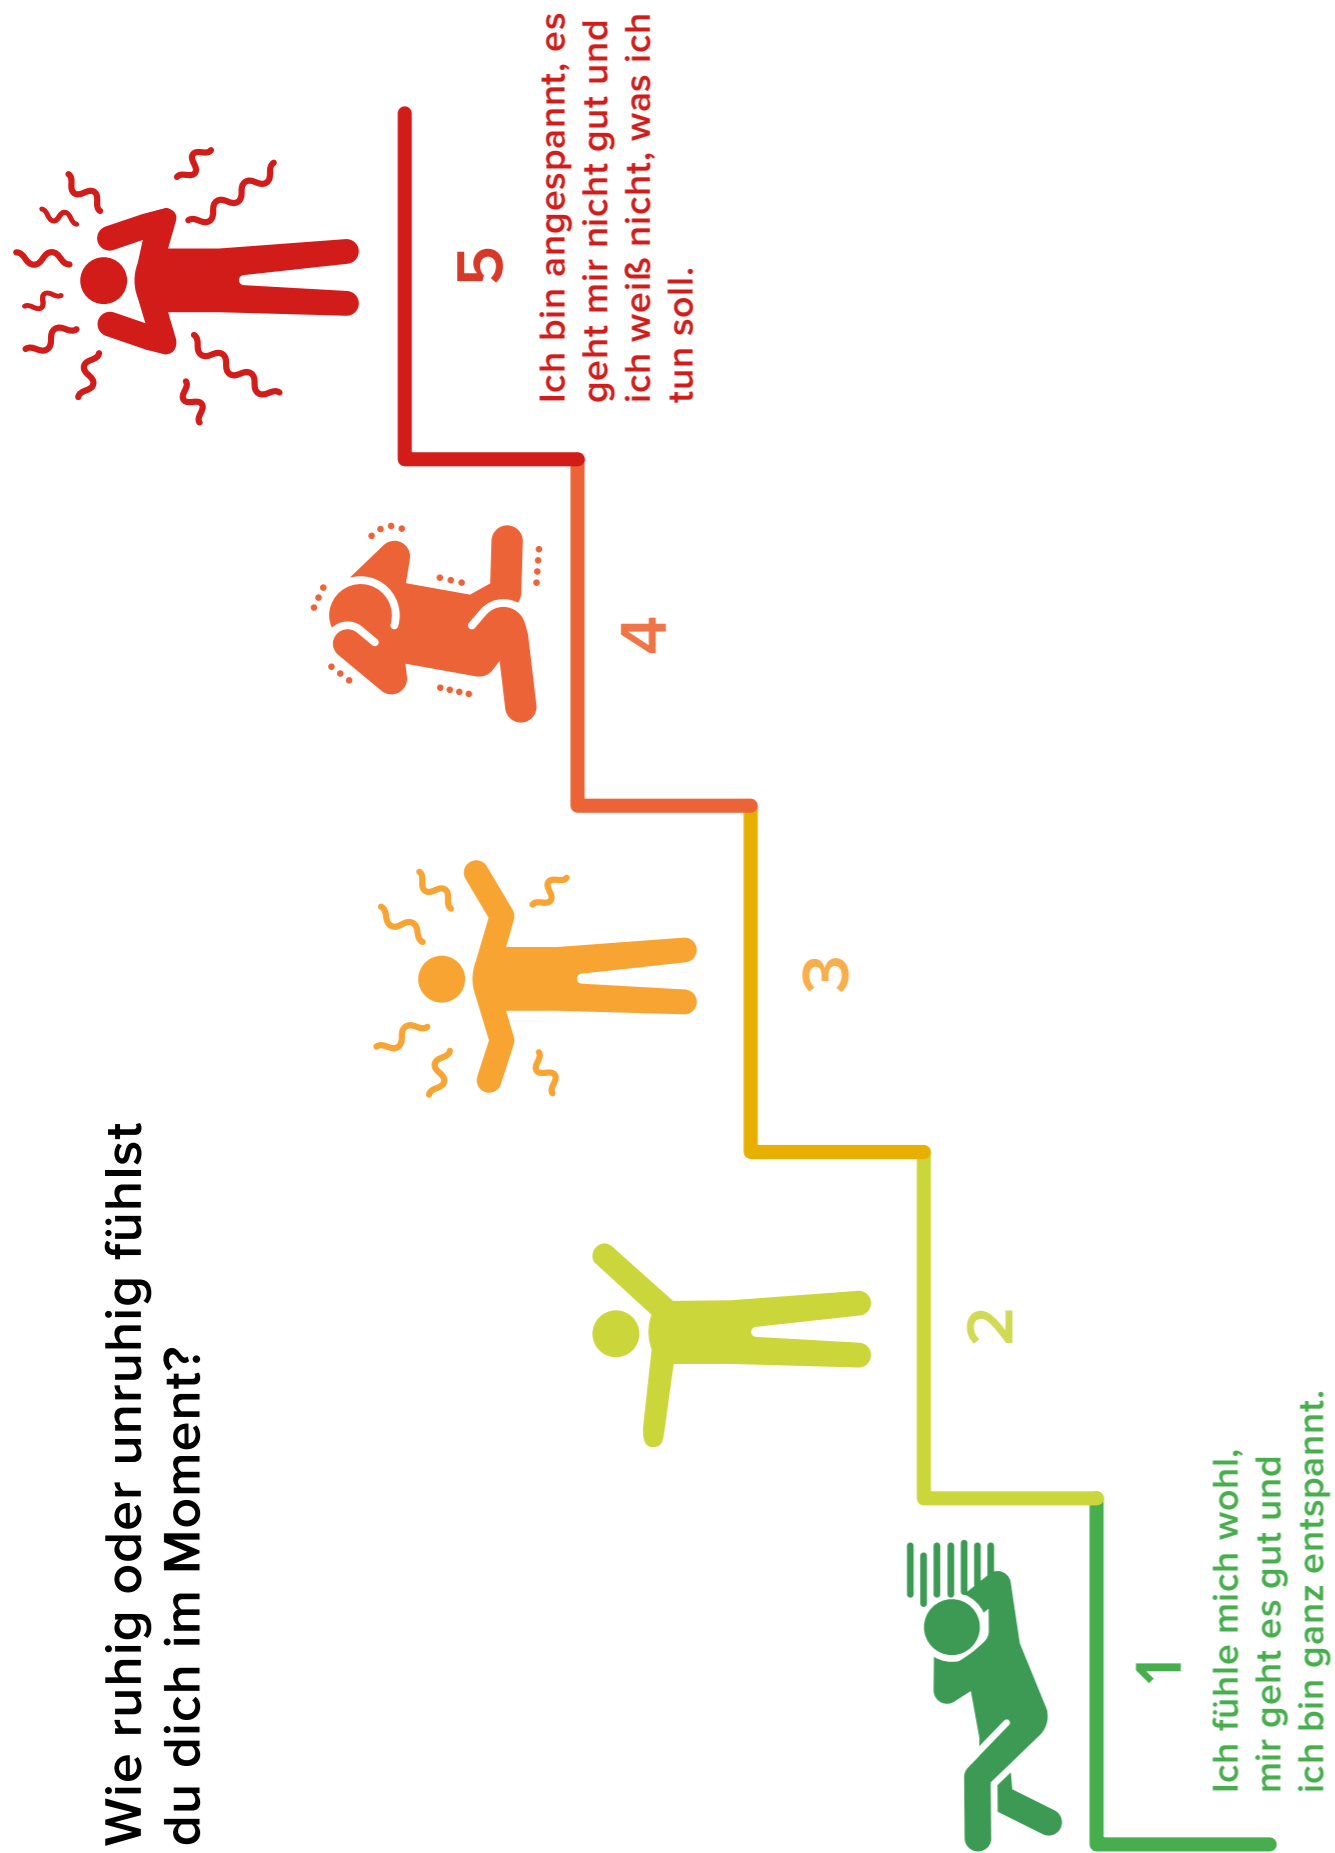 Wie ruhig oder unruhig fühlst
du dich im Moment?
1
Ich fühle mich wohl,
mir geht es gut und
ich bin ganz entspannt.
2
3
4
5
Ich bin angespannt, es
geht mir nicht gut und
ich weiß nicht, was ich
tun soll.